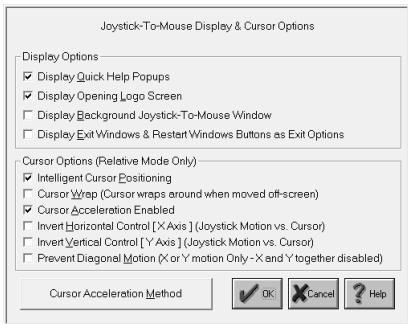 Joystick-To-Mouse Display & Cursor Options
Display Options
Display Quick Help Popups
Display Opening Logo Screen
Display Background Joystick-To-Mouse Window
Display Exit Windows & Restart Windows Buttons as Exit Options
Cursor Options (Relative Mode Only)
Intelligent Cursor Positioning
Cursor Wrap (Cursor wraps around when moved off-screen)
Cursor Acceleration Enabled
Invert Horizontal Control [ X Axis ] (Joystick Motion vs. Cursor)
Invert Vertical Control [ Y Axis ] (Joystick Motion vs. Cursor)
Prevent Diagonal Motion (X or Y motion Only - X and Y together disabled)
Cursor Acceleration Method
OK
Cancel
Help